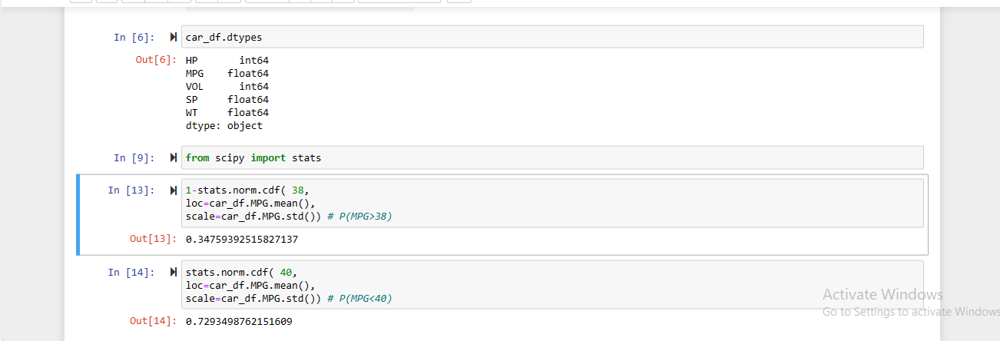 In [6]: car_df.dtypes
Out[6]: HP int64
MPG float64
VOL int64
SP float64
WT float64
dtype: object
In [9]: from scipy import stats
In [13]: 1-stats.norm.cdf( 38,
loc=car_df.MPG.mean(),
scale=car_df.MPG.std()) # P(MPG>38)
Out[13]: 0.34759392515827137
In [14]: stats.norm.cdf( 40,
loc=car_df.MPG.mean(),
scale=car_df.MPG.std()) # P(MPG<40)
Out[14]: 0.7293498762151609
Activate Windows
Go to Settings to activate Windows